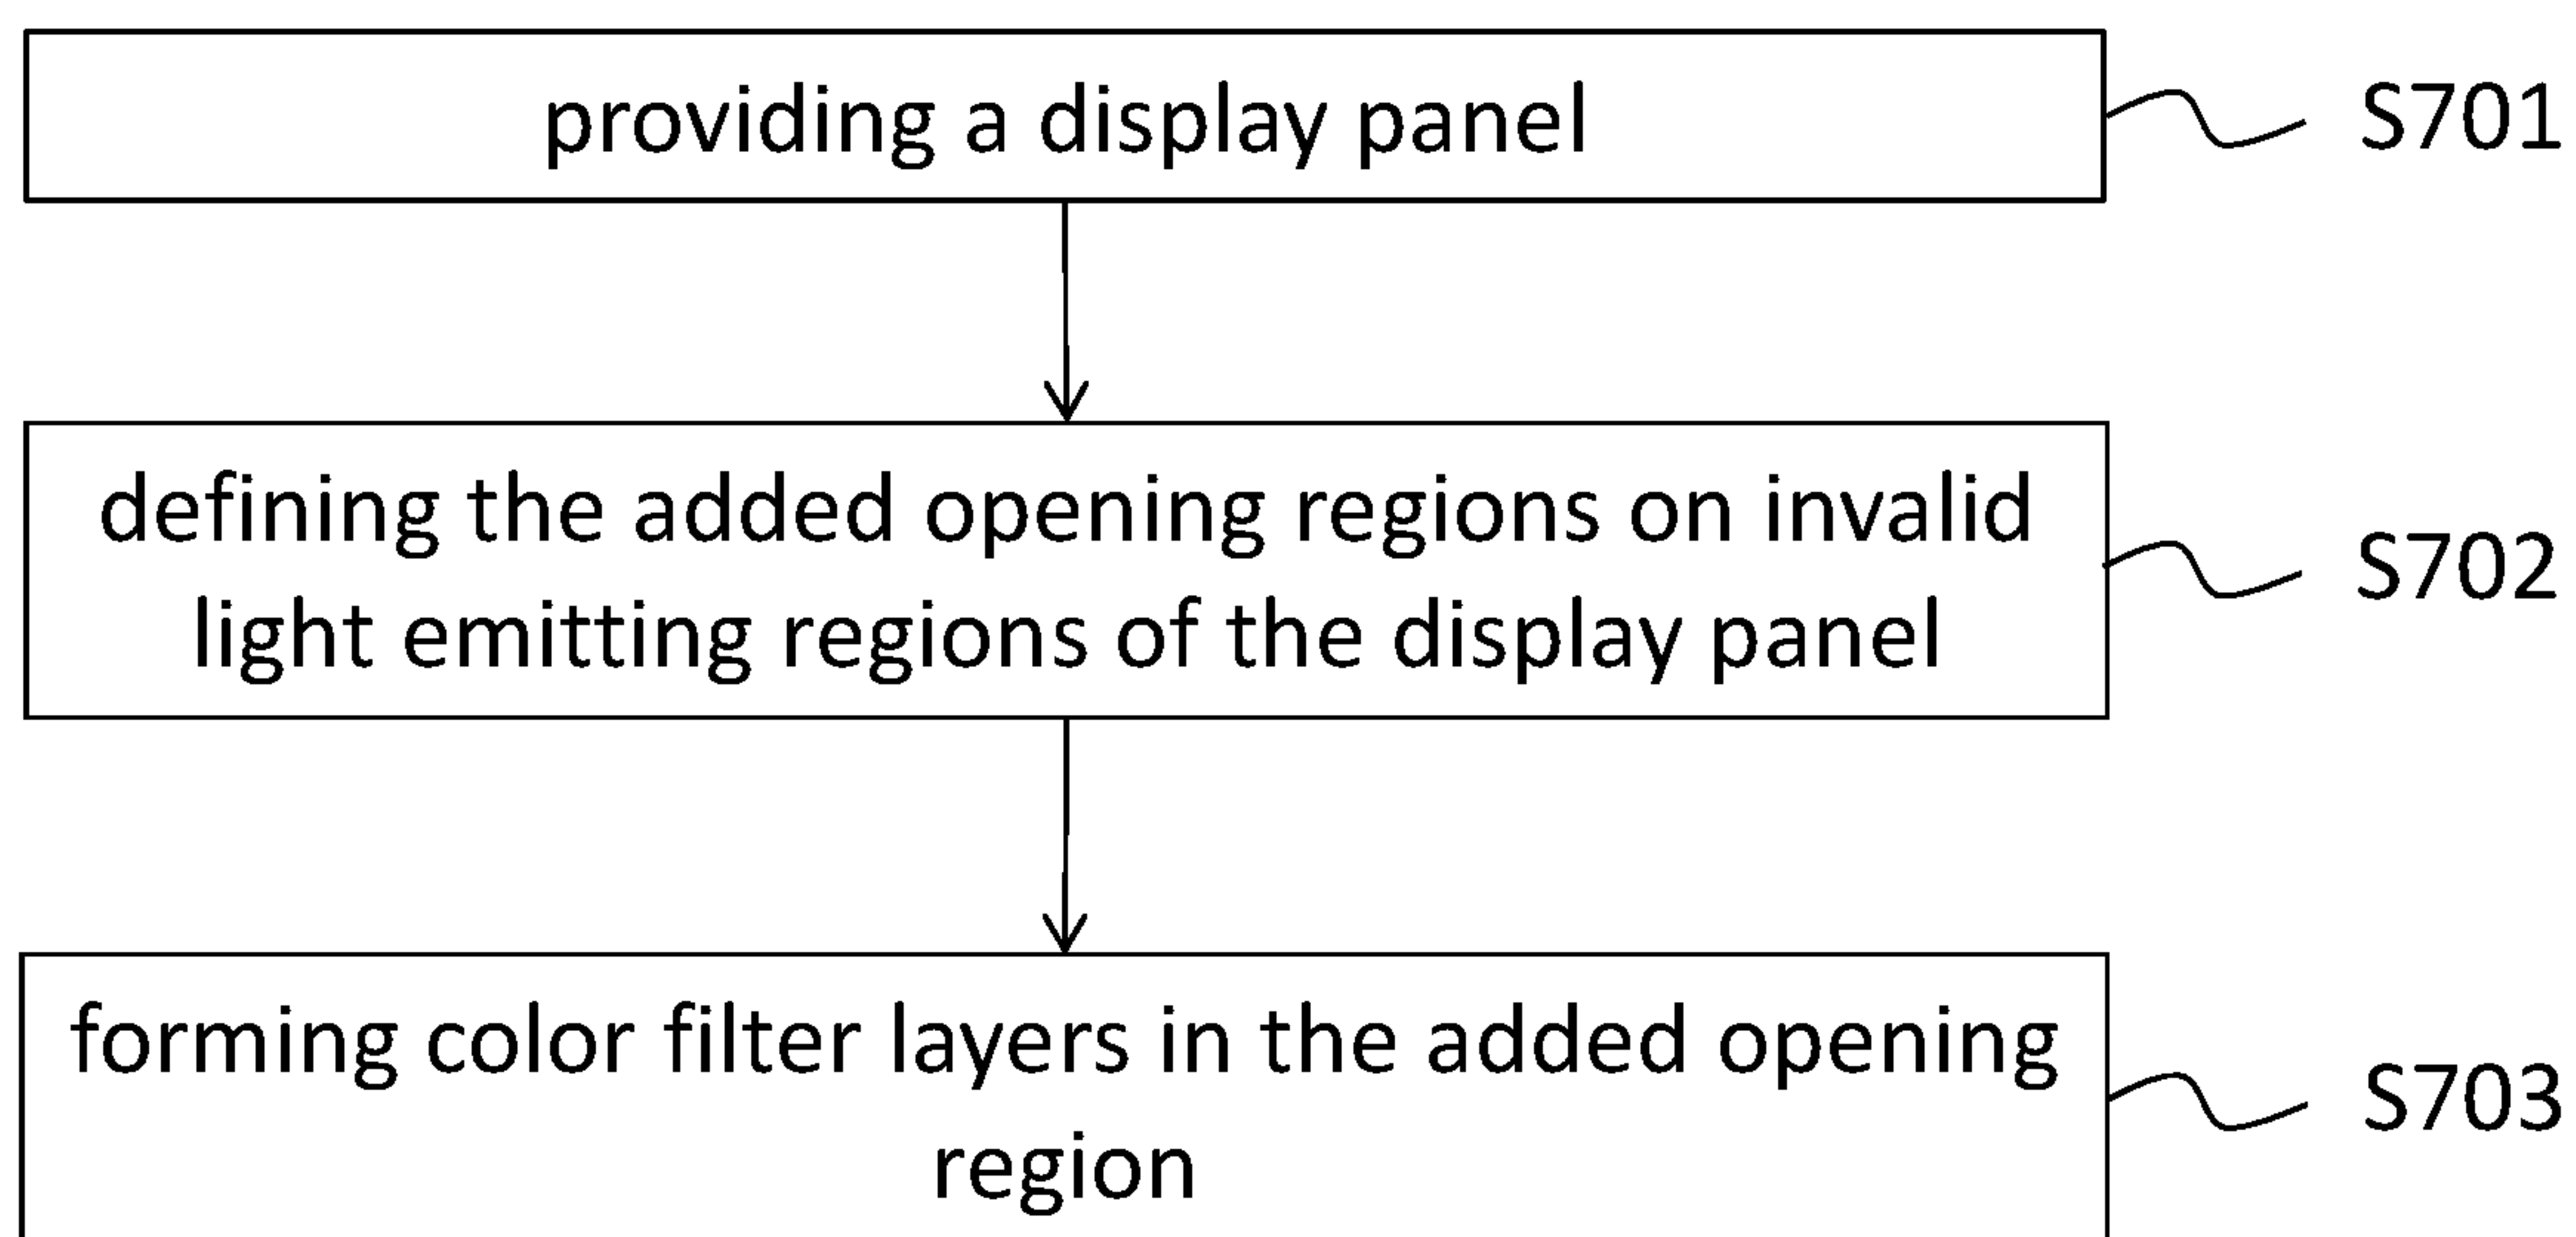 providing a display panel
S701
defining the added opening regions on invalid
light emitting regions of the display panel
S702
forming color filter layers in the added opening
region
S703